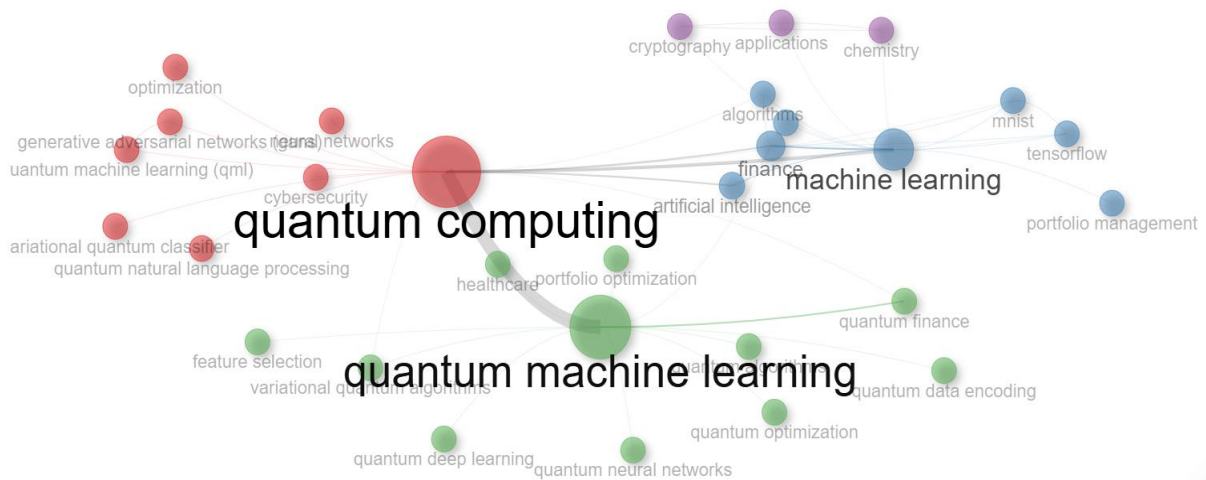 cryptography
applications
chemistry
optimization
algorithms
mnist
generative adversarial networks (gans)
neural networks
tensorflow
uantum machine learning (qml)
finance
machine learning
cybersecurity
artificial intelligence
quantum computing
portfolio management
ariational quantum classifier
quantum natural language processing
healthcare
portfolio optimization
quantum finance
feature selection
quantum machine learning
quantum algorithms
variational quantum algorithms
quantum data encoding
quantum optimization
quantum deep learning
quantum neural networks